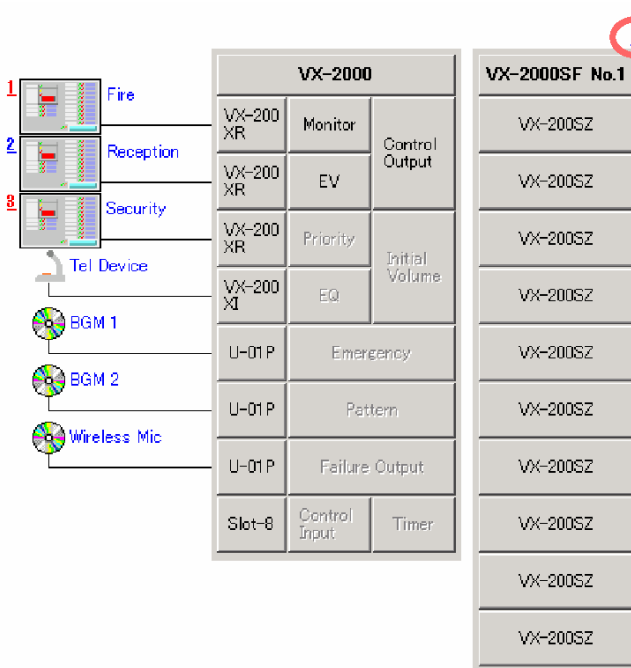 VX-2000
VX-2000SF No.1
1
Fire
VX-200
XR
Monitor
Control
Output
VX-200SZ
2
Reception
VX-200
XR
EV
VX-200SZ
3
Security
VX-200
XR
Priority
Initial
Volume
VX-200SZ
Tel Device
VX-200
XI
EQ
VX-200SZ
BGM 1
U-01P
Emergency
VX-200SZ
BGM 2
U-01P
Pattern
VX-200SZ
Wireless Mic
U-01P
Failure Output
VX-200SZ
Slot-8
Control
Input
Timer
VX-200SZ
VX-200SZ
VX-200SZ